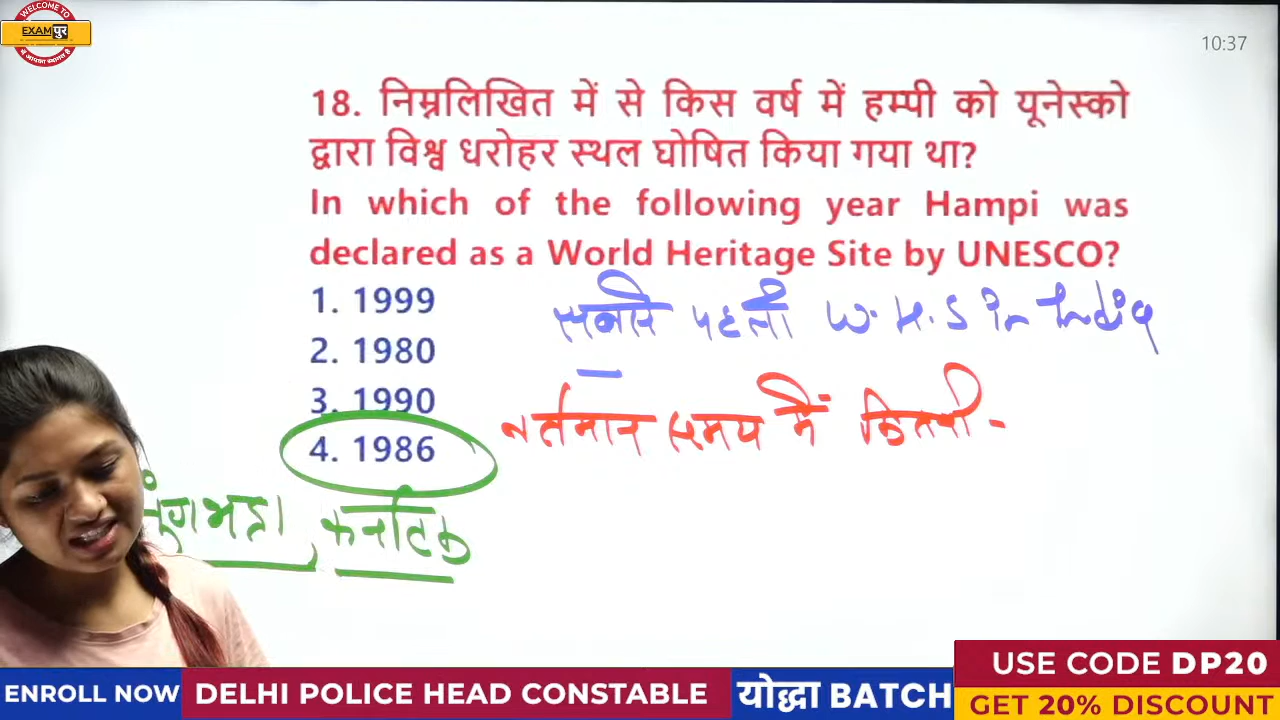 WELCOME TO
EXAMपुर
10:37
18. निम्नलिखित में से किस वर्ष में हम्पी को यूनेस्को
द्वारा विश्व धरोहर स्थल घोषित किया गया था?
In which of the following year Hampi was
declared as a World Heritage Site by UNESCO?
1. 1999
2. 1980
3. 1990
4. 1986
सबसे पहली W.H.S in India
वर्तमान समय में कितनी -
तुंगभद्रा कर्नाटक
ENROLL NOW DELHI POLICE HEAD CONSTABLE योद्धा BATCH
USE CODE DP20
GET 20% DISCOUNT